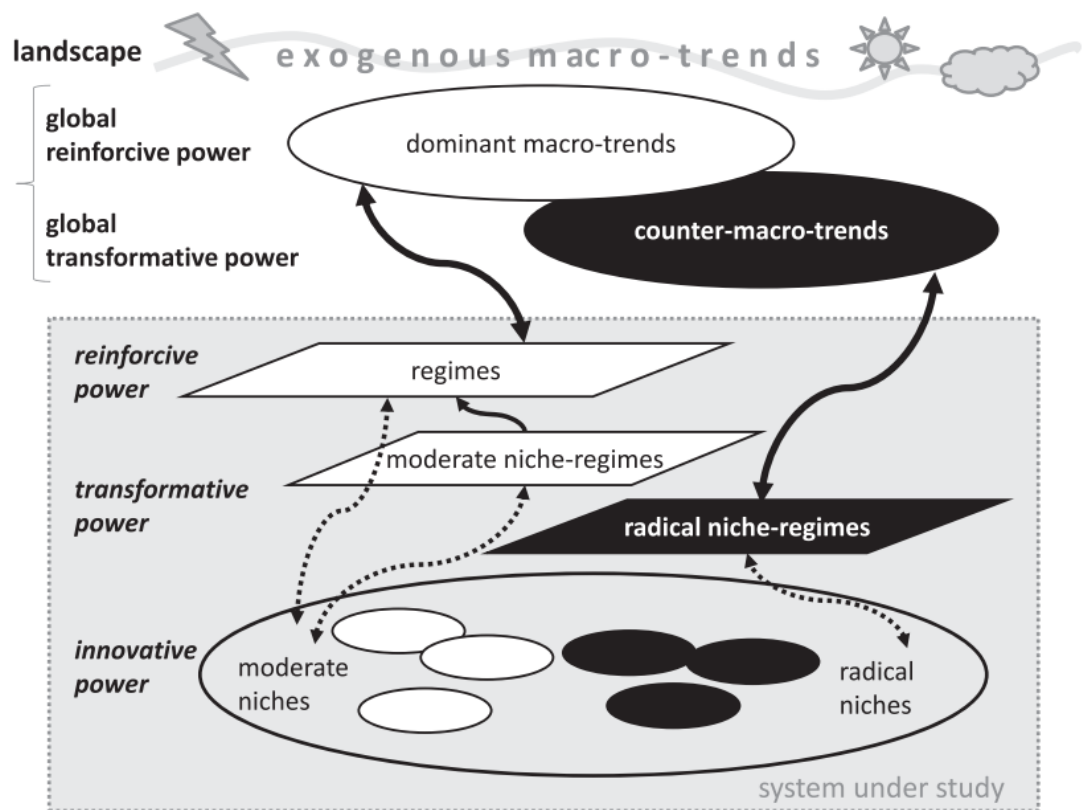 landscape
exogenous macro-trends
global
reinforcive power
dominant macro-trends
global
transformative power
counter-macro-trends
reinforcive
power
regimes
moderate niche-regimes
transformative
power
radical niche-regimes
innovative
power
moderate
niches
radical
niches
system under study